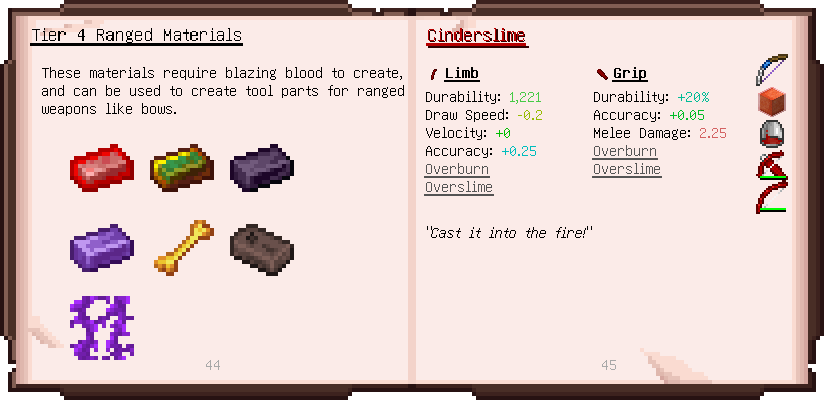 Tier 4 Ranged Materials
These materials require blazing blood to create,
and can be used to create tool parts for ranged
weapons like bows.
44
Cinderslime
Limb
Durability: 1,221
Draw Speed: -0.2
Velocity: +0
Accuracy: +0.25
Overburn
Overslime
Grip
Durability: +20%
Accuracy: +0.05
Melee Damage: 2.25
Overburn
Overslime
"Cast it into the fire!"
45